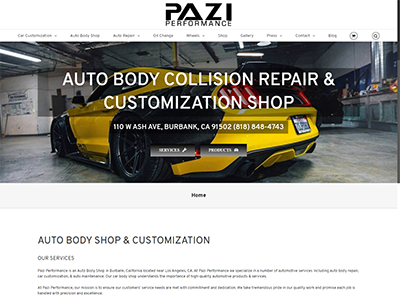 PAZI
PERFORMANCE
Car Customization Auto Body Shop Auto Repair Oil Change Wheels Shop Gallery Press Contact Blog
AUTO BODY COLLISION REPAIR &
CUSTOMIZATION SHOP
110 W ASH AVE, BURBANK, CA 91502 (818) 848-4743
SERVICES PRODUCTS
Home
AUTO BODY SHOP & CUSTOMIZATION
OUR SERVICES
Pazi Performance is an Auto Body Shop in Burbank, California located near Los Angeles, CA. At Pazi Performance we specialize in a number of automotive services including auto body repair,
car customization, & auto maintenance. Our car body shop understands the importance of high-quality automotive products & services.
At Pazi Performance, our mission is to ensure our customers' service needs are met with commitment and dedication. We take tremendous pride in our quality work and promise each job is
handled with precision and excellence.